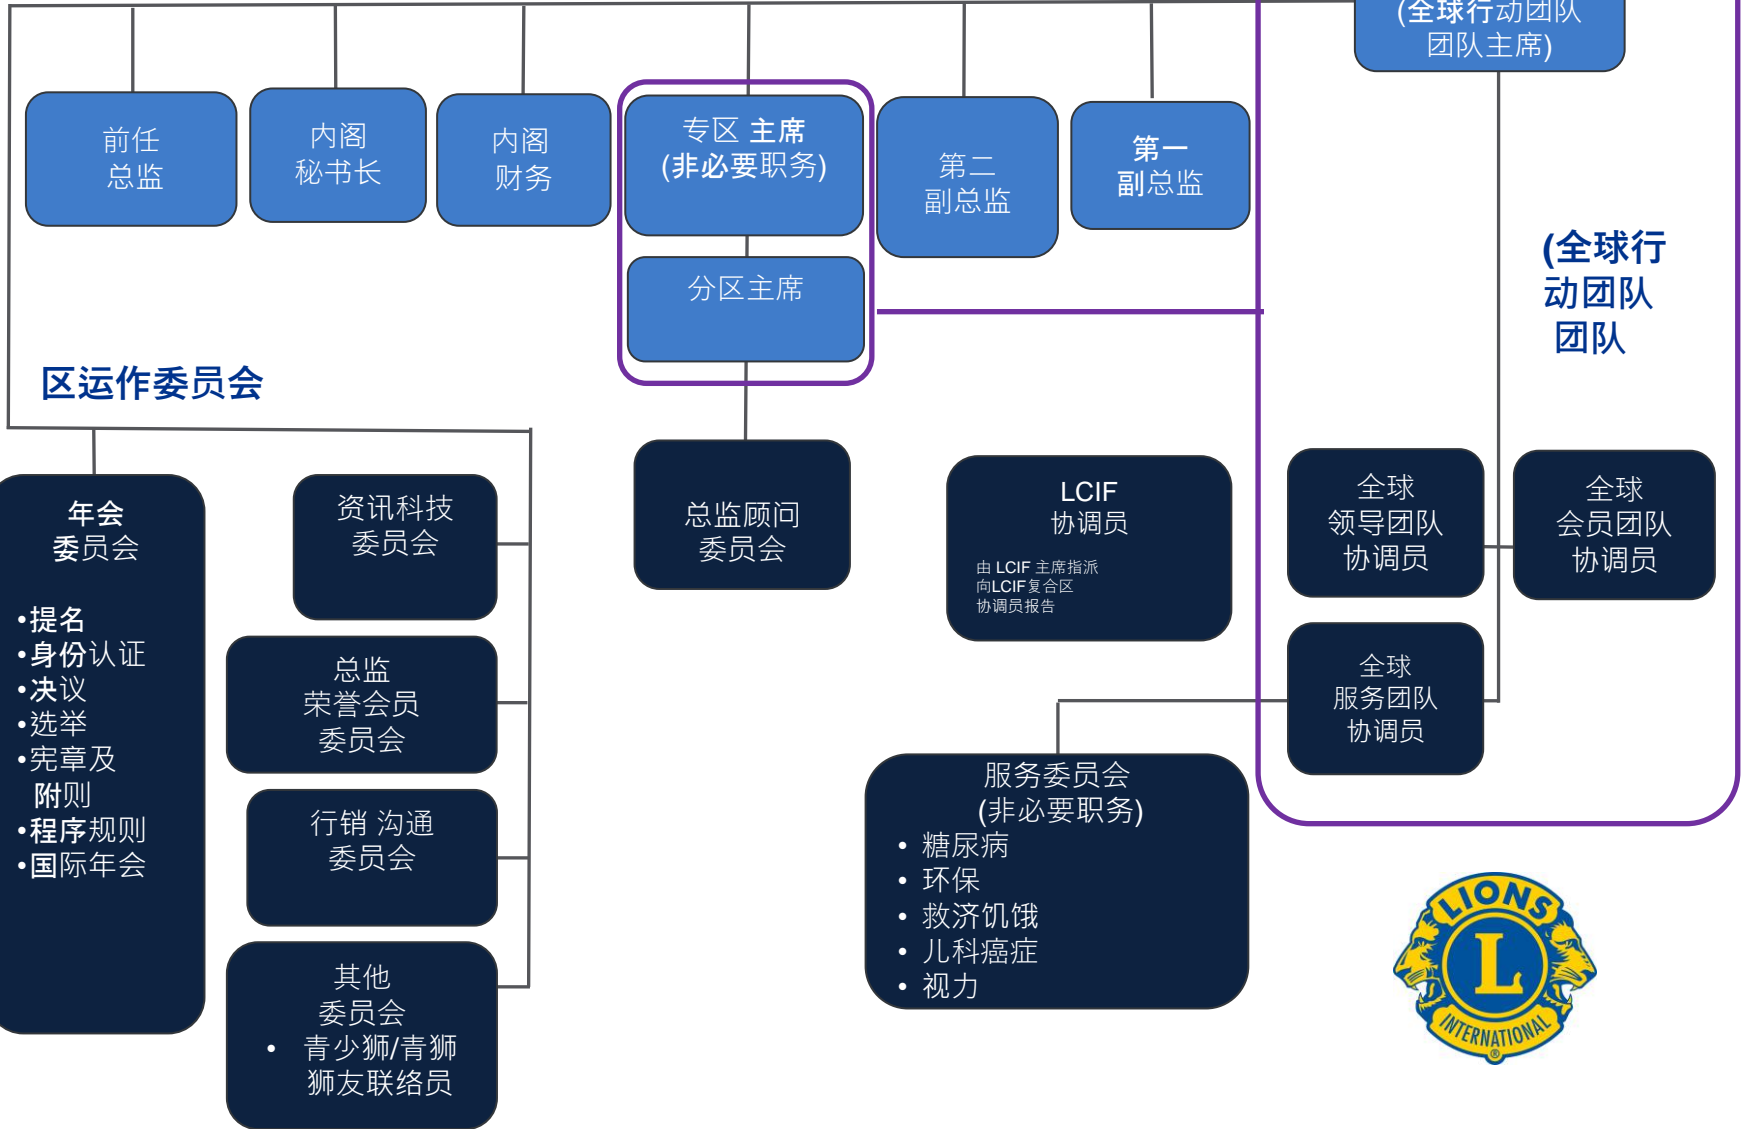 (全球行动团队
团队主席)
前任
总监
内阁
秘书长
内阁
财务
专区 主席
(非必要职务)
第二
副总监
第一
副总监
分区主席
(全球行
动团队
团队
区运作委员会
年会
委员会
•提名
•身份认证
•决议
•选举
•宪章及
附则
•程序规则
•国际年会
资讯科技
委员会
总监
荣誉会员
委员会
行销 沟通
委员会
其他
委员会
• 青少狮/青狮
狮友联络员
总监顾问
委员会
LCIF
协调员
由 LCIF 主席指派
向LCIF复合区
协调员报告
全球
领导团队
协调员
全球
会员团队
协调员
全球
服务团队
协调员
服务委员会
(非必要职务)
• 糖尿病
• 环保
• 救济饥饿
• 儿科癌症
• 视力
LIONS
L
INTERNATIONAL
®